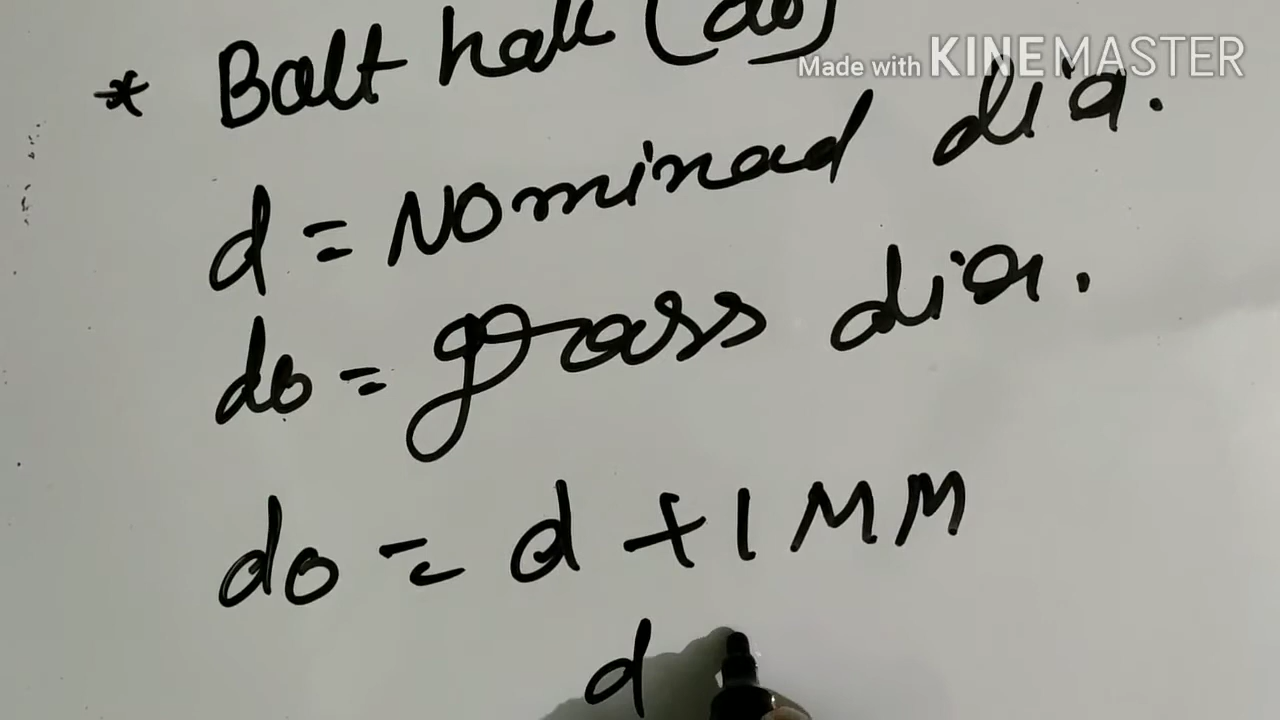 * Bolt hole (do)
Made with KINEMASTER
d = Nominal dia.
do = gross dia.
do = d + 1 MM
d